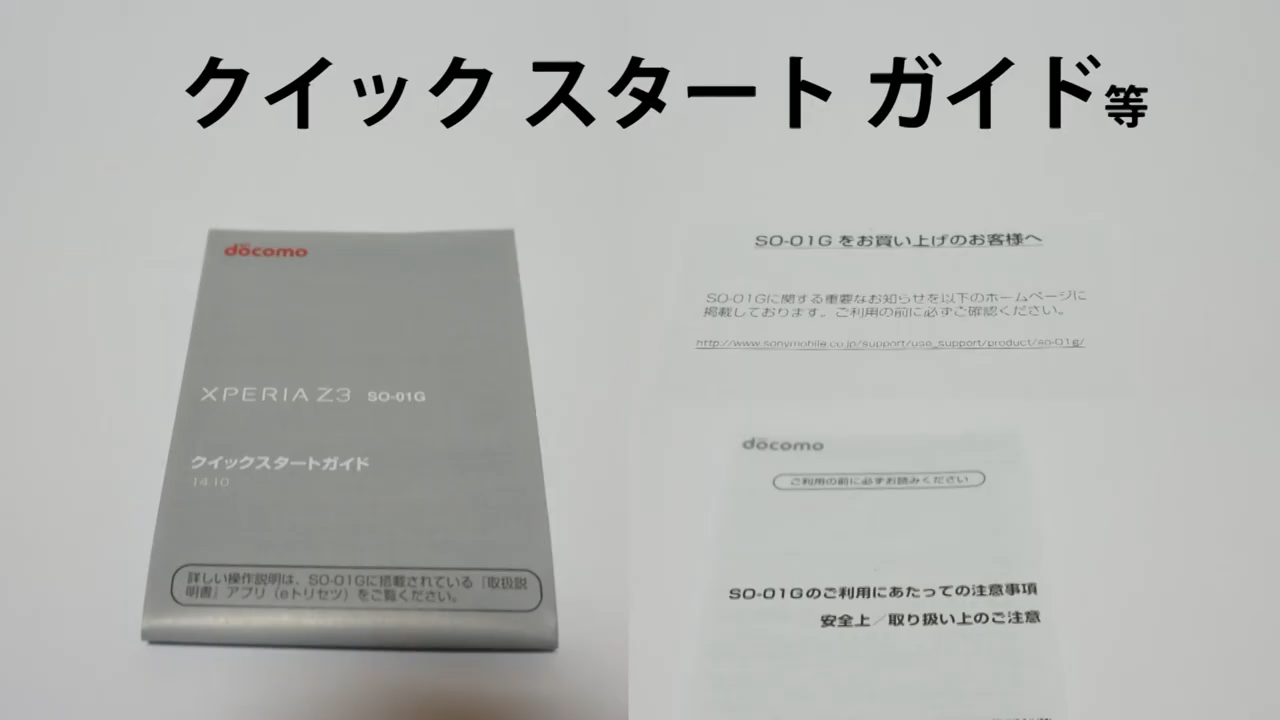 クイック スタート ガイド等
döcomo
XPERIA Z3 SO-01G
クイックスタートガイド
14.10
詳しい操作説明は、SO-01Gに搭載されている『取扱説
明書』アプリ（eトリセツ）をご覧ください。
SO-01G をお買い上げのお客様へ
SO-01Gに関する重要なお知らせを以下のホームページに
掲載しております。ご利用の前に必ずご確認ください。
http://www.sonymobile.co.jp/support/use_support/product/so-01g/
döcomo
ご利用の前に必ずお読みください
SO-01Gのご利用にあたっての注意事項
安全上／取り扱い上のご注意